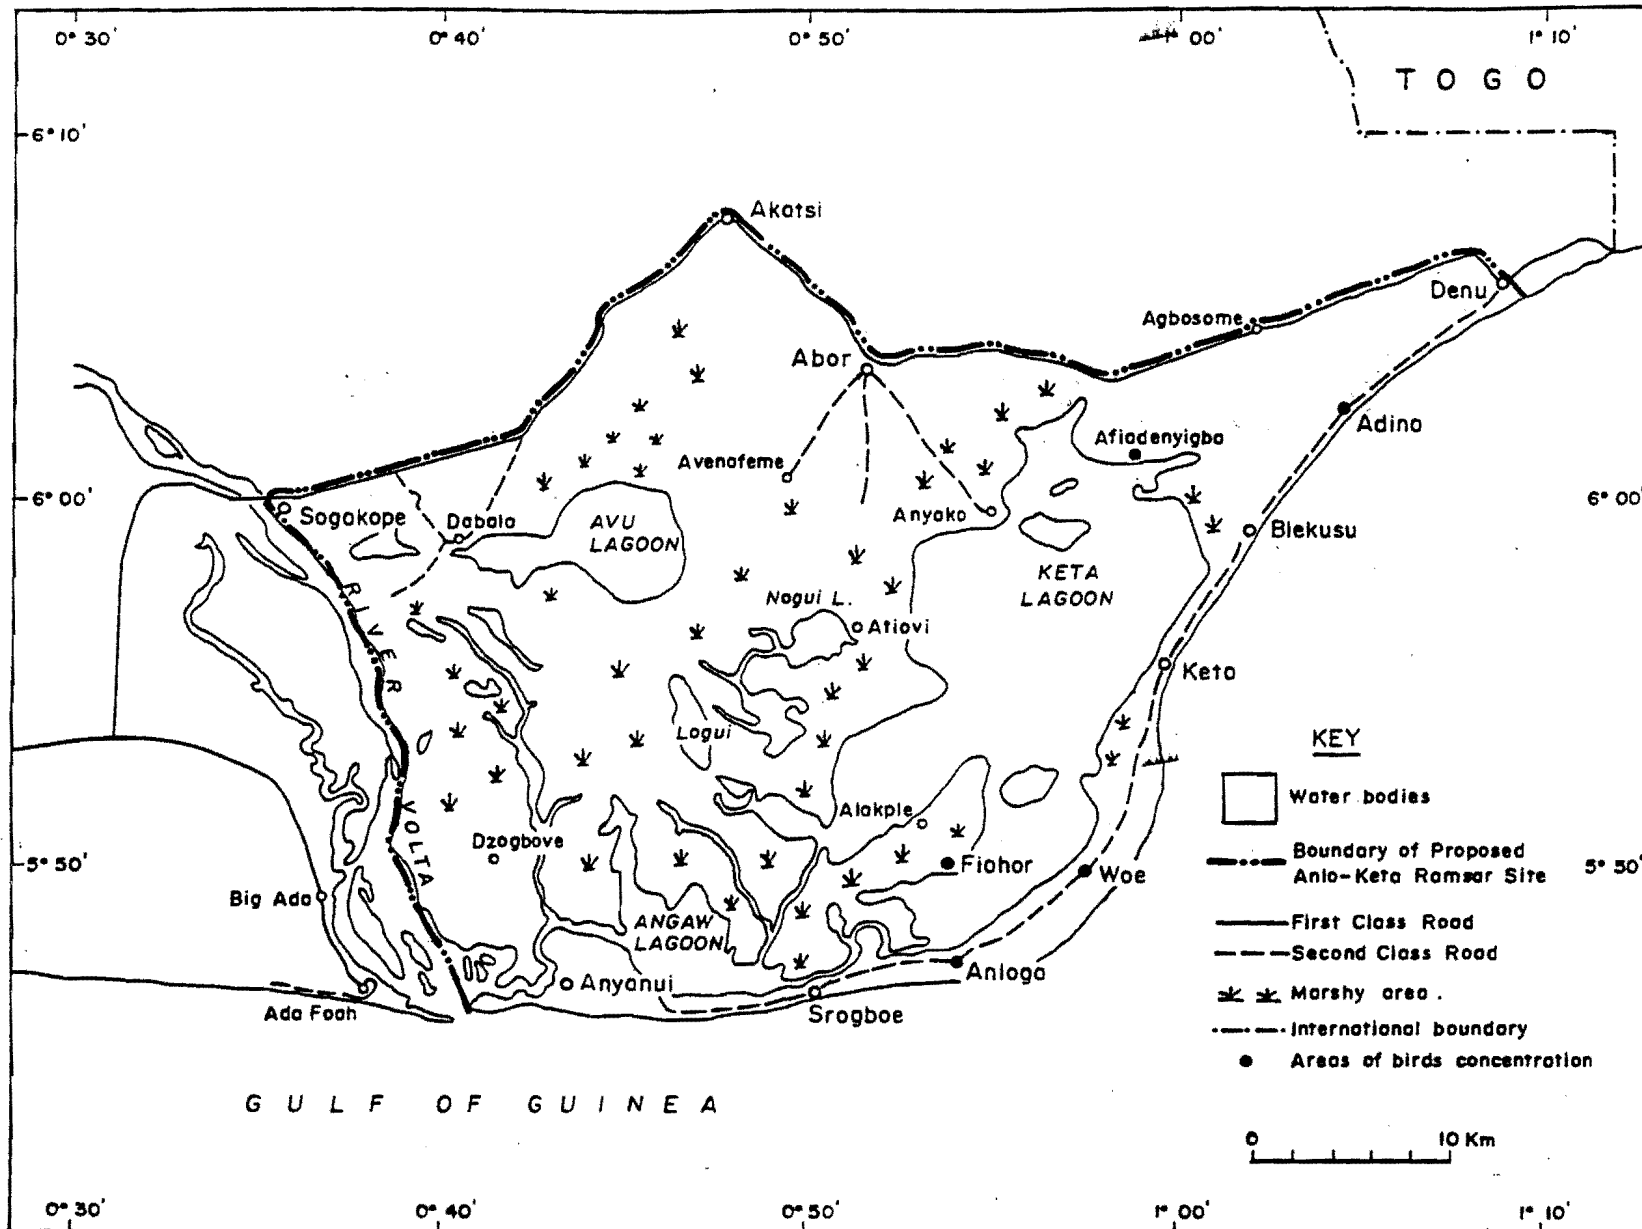 0° 30'
0° 40'
0° 50'
1° 00'
1° 10'
TOGO
6° 10'
Akatsi
Denu
Agbosome
Abor
Adina
Afiadenyigba
Avenofeme
6° 00'
6° 00'
Sogakope
Dabala
AVU
LAGOON
Anyako
Blekusu
KETA
LAGOON
Nogui L.
Atiavi
RIVER VOLTA
Keta
Logui
KEY
Water bodies
Alakple
Dzogbove
Boundary of Proposed
Anlo-Keta Ramsar Site
5° 50'
5° 50'
Fiahor
Woe
Big Ada
ANGAW
LAGOON
First Class Road
Second Class Road
Anloga
Anyanui
Marshy area .
Ada Foah
Srogboe
International boundary
Areas of birds concentration
GULF OF GUINEA
0 10 Km
0° 30'
0° 40'
0° 50'
1° 00'
1° 10'